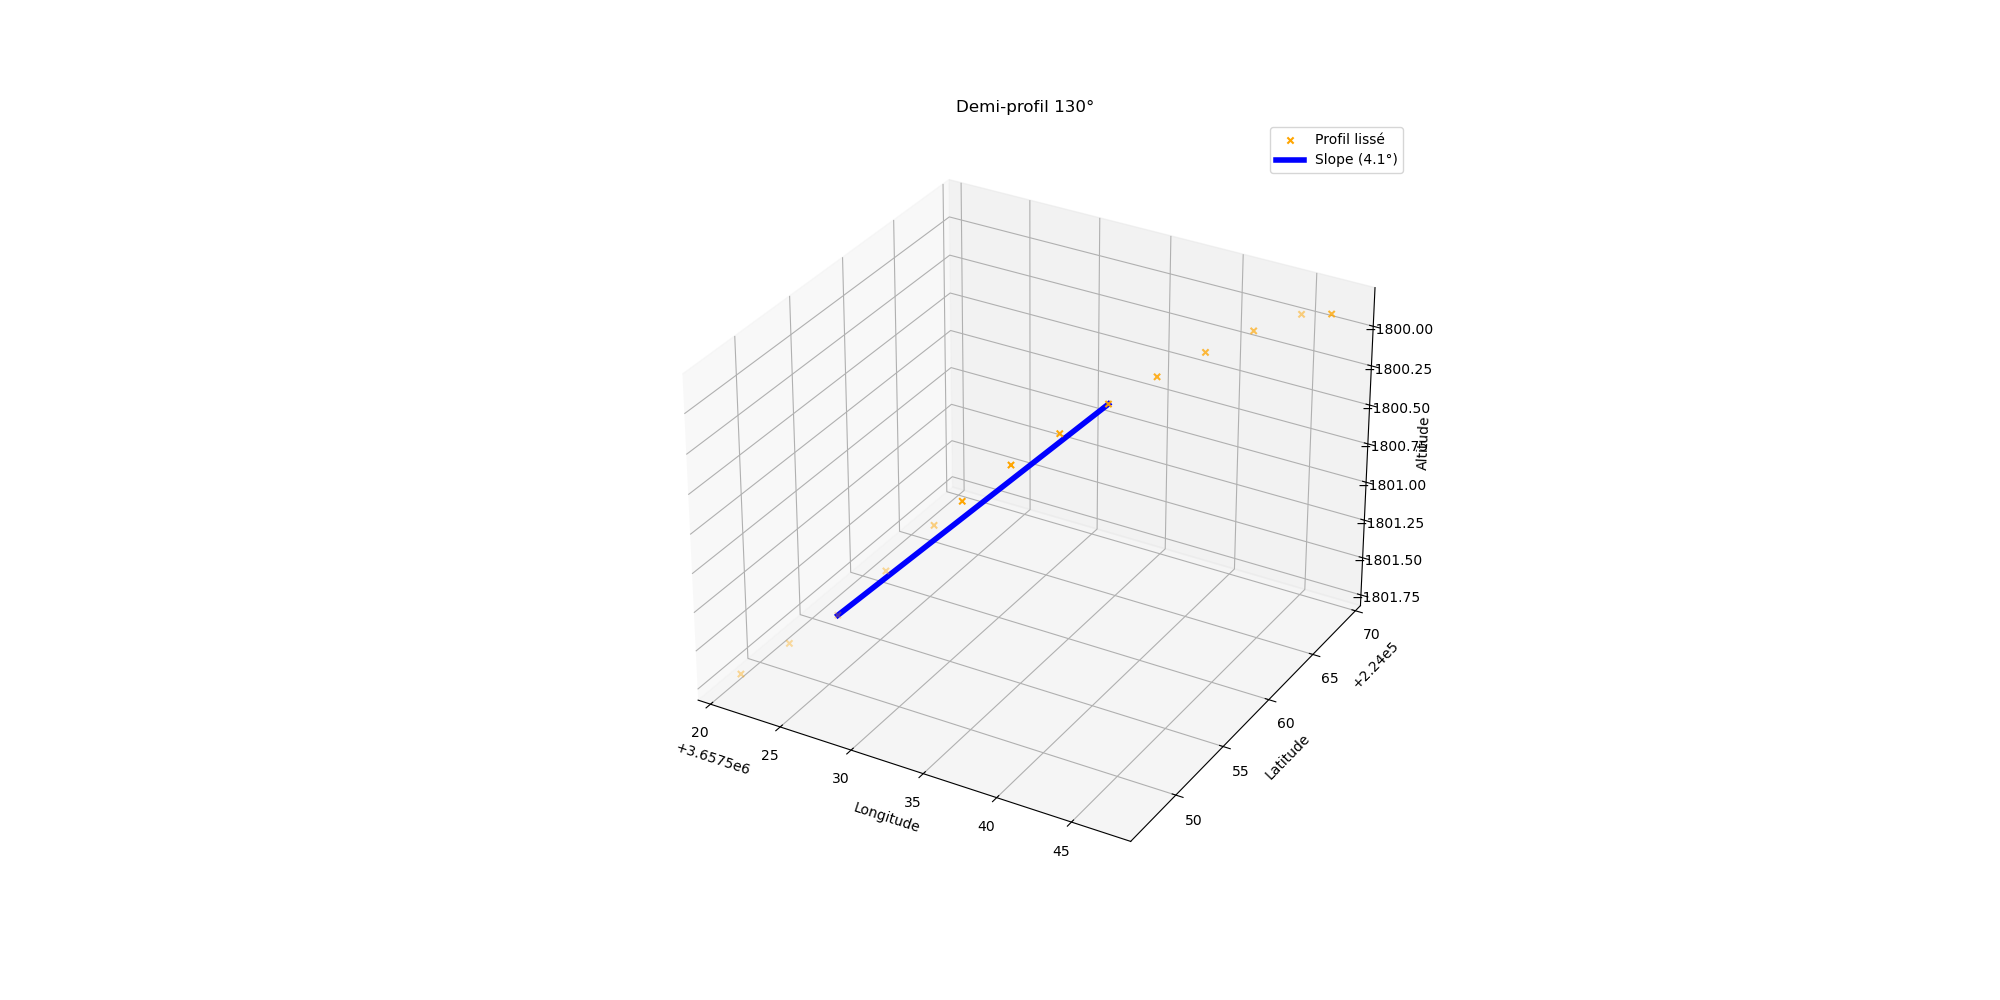 Demi-profil 130°
Profil lissé
Slope (4.1°)
−1800.00
−1800.25
−1800.50
−1800.75
Altitude
−1801.00
−1801.25
−1801.50
−1801.75
70
65
60
55
50
+2.24e5
Latitude
20
25
30
35
40
45
+3.6575e6
Longitude